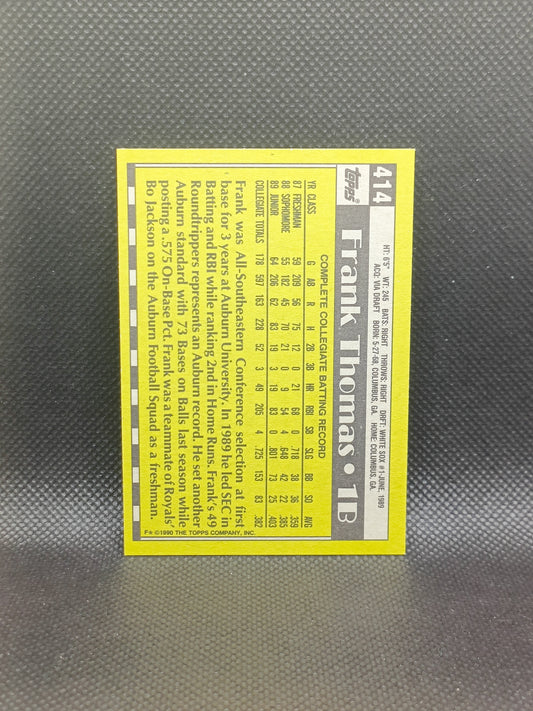 414
Topps
Frank Thomas • 1B
HT: 6'5" WT: 245 BATS: RIGHT THROWS: RIGHT DRFT: WHITE SOX #1-JUNE, 1989
ACQ: VIA DRAFT BORN: 5-27-68, COLUMBUS, GA. HOME: COLUMBUS, GA.
COMPLETE COLLEGIATE BATTING RECORD
YR CLASS G AB R H 2B 3B HR RBI SB SLG BB SO AVG
87 FRESHMAN 59 209 56 75 12 0 21 68 0 .718 38 36 .359
88 SOPHOMORE 55 182 45 70 21 0 9 54 4 .648 42 22 .385
89 JUNIOR 64 206 62 83 19 3 19 83 0 .801 73 25 .403
COLLEGIATE TOTALS 178 597 163 228 52 3 49 205 4 .725 153 83 .382
Frank was All-Southeastern Conference selection at first
base for 3 years at Auburn University. In 1989 he led SEC in
Batting and RBI while ranking 2nd in Home Runs. Frank's 49
Roundtrippers represents an Auburn record. He set another
Auburn standard with 73 Bases on Balls last season while
posting a .575 On-Base Pct. Frank was a teammate of Royals'
Bo Jackson on the Auburn Football Squad as a freshman.
F* ©1990 THE TOPPS COMPANY, INC.